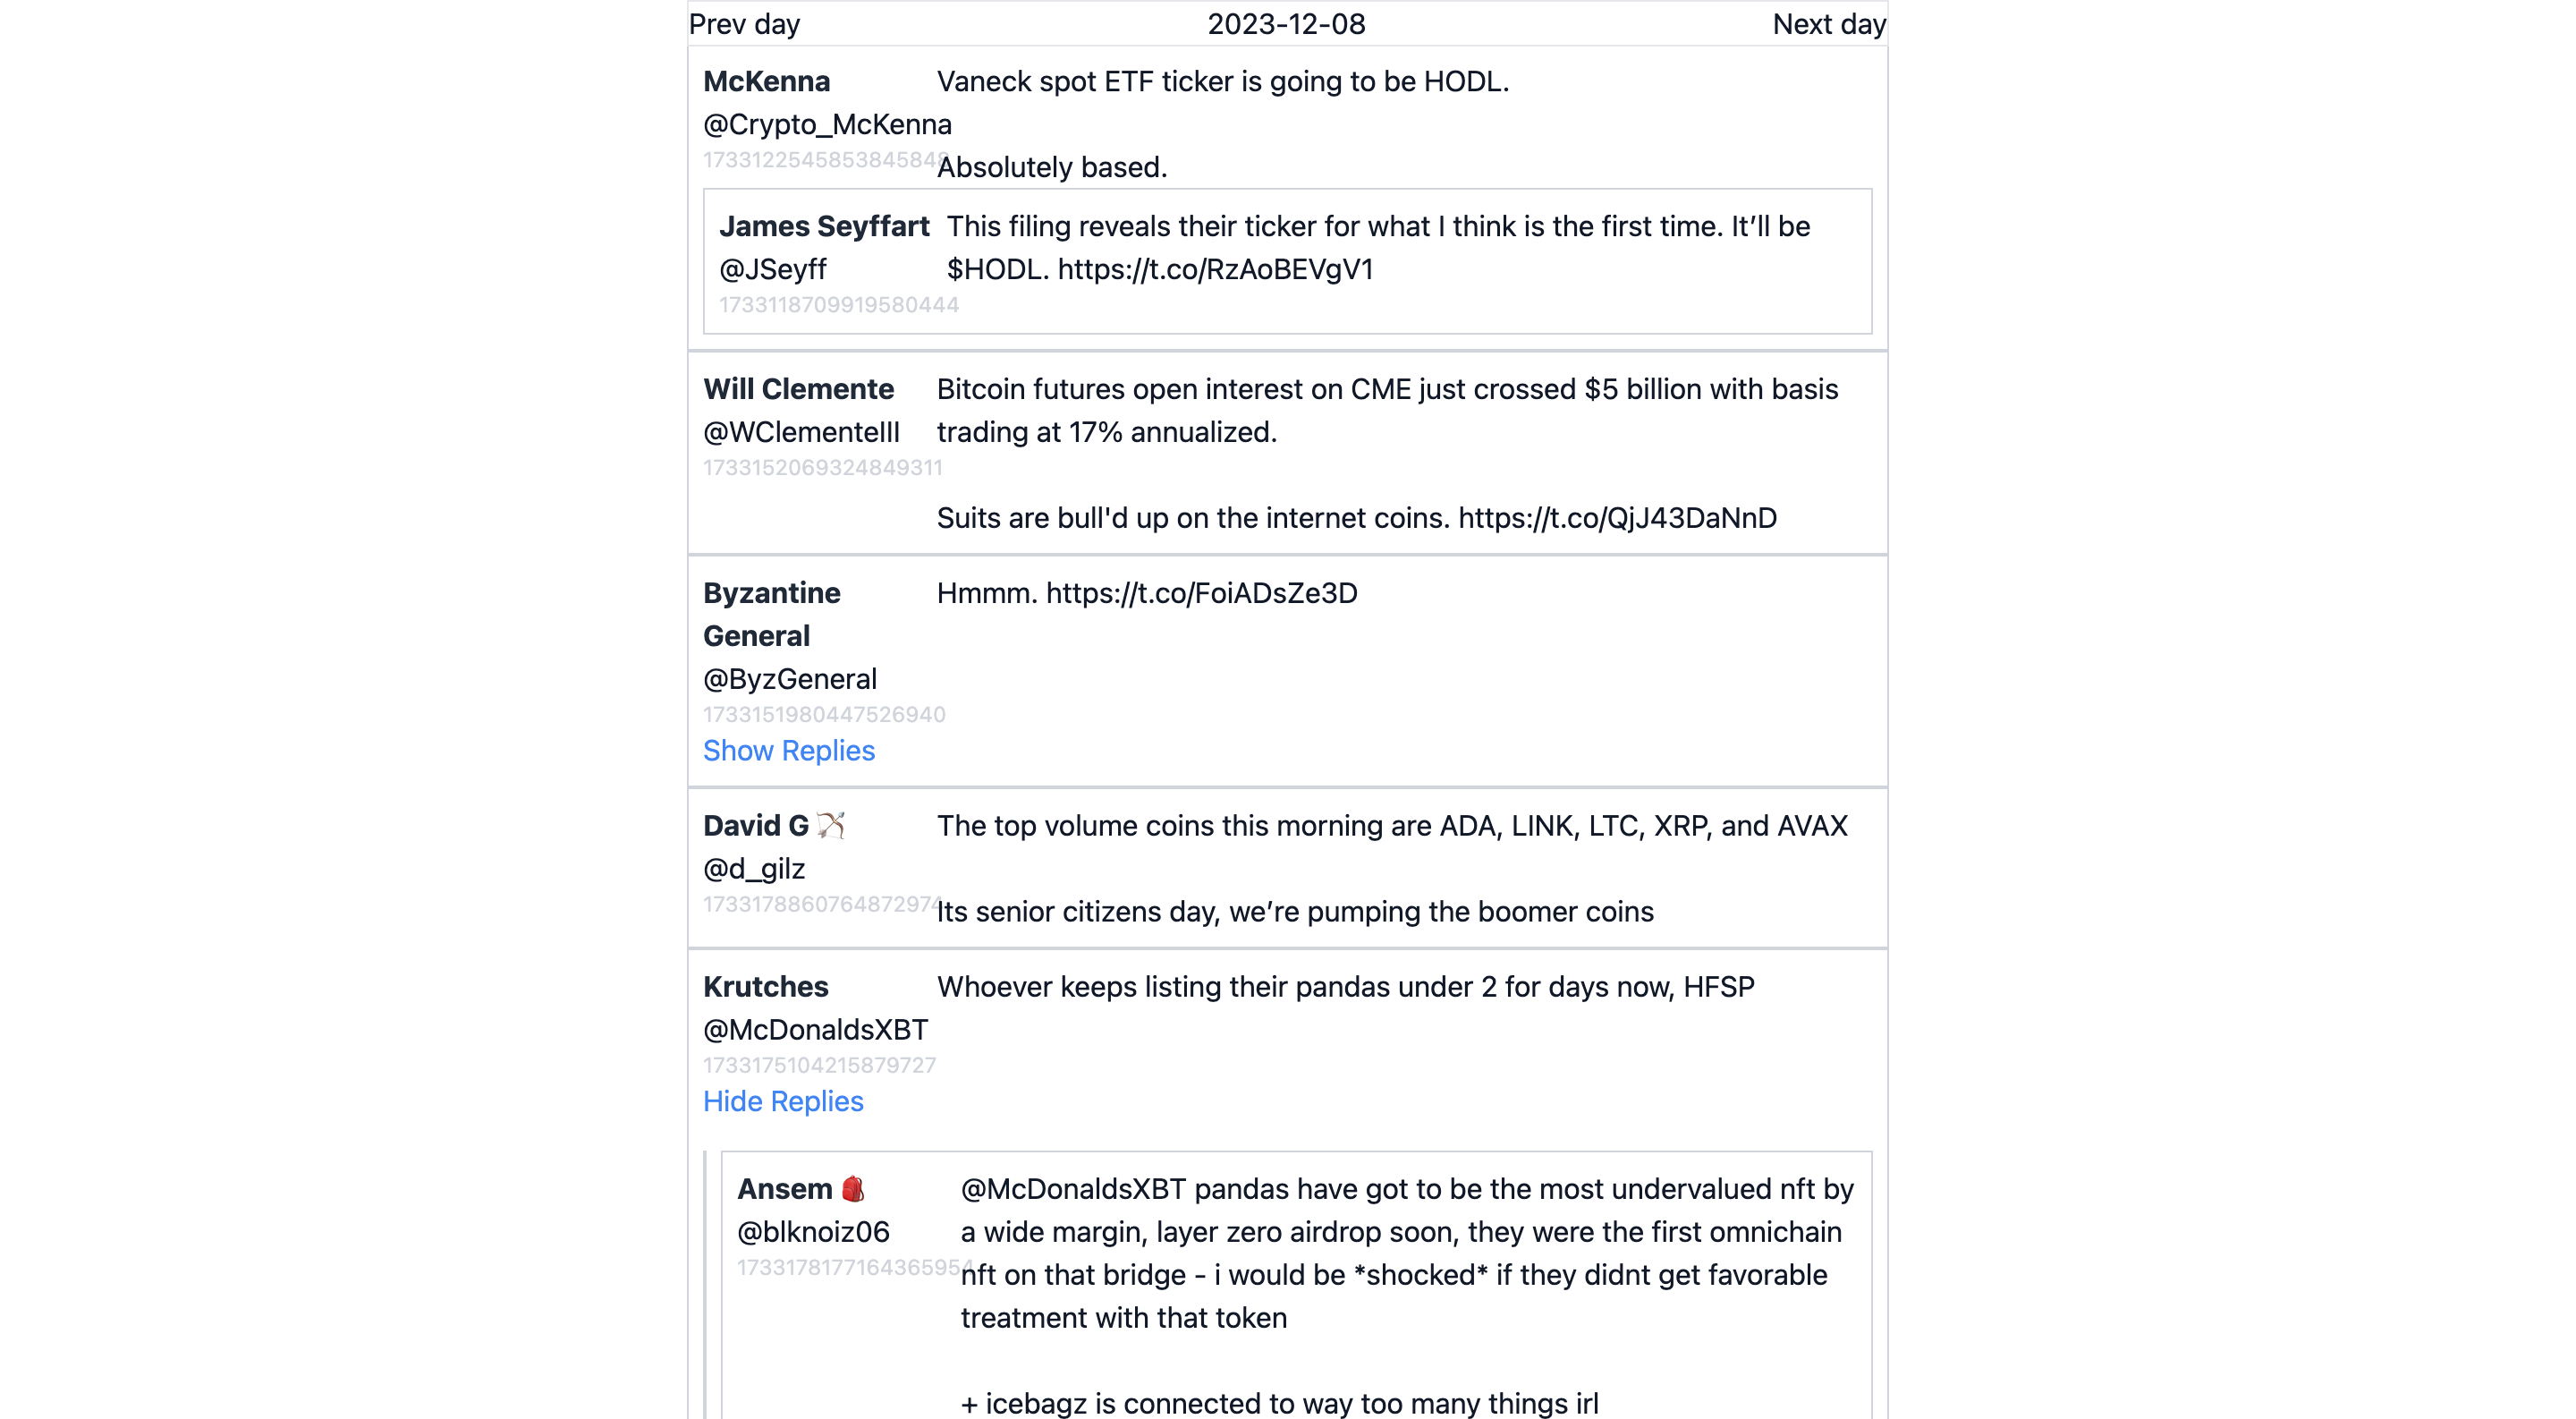 Prev day
2023-12-08
Next day
McKenna
@Crypto_McKenna
1733122545853845848
Vaneck spot ETF ticker is going to be HODL.
Absolutely based.
James Seyffart
@JSeyff
1733118709919580444
This filing reveals their ticker for what I think is the first time. It’ll be
$HODL. https://t.co/RzAoBEVgV1
Will Clemente
@WClementeIII
1733152069324849311
Bitcoin futures open interest on CME just crossed $5 billion with basis
trading at 17% annualized.
Suits are bull'd up on the internet coins. https://t.co/QjJ43DaNnD
Byzantine
General
@ByzGeneral
1733151980447526940
Show Replies
Hmmm. https://t.co/FoiADsZe3D
David G 🏹
@d_gilz
1733178860764872974
The top volume coins this morning are ADA, LINK, LTC, XRP, and AVAX
Its senior citizens day, we’re pumping the boomer coins
Krutches
@McDonaldsXBT
1733175104215879727
Hide Replies
Whoever keeps listing their pandas under 2 for days now, HFSP
Ansem 🎒
@blknoiz06
1733178177164365954
@McDonaldsXBT pandas have got to be the most undervalued nft by
a wide margin, layer zero airdrop soon, they were the first omnichain
nft on that bridge - i would be *shocked* if they didnt get favorable
treatment with that token
+ icebagz is connected to way too many things irl